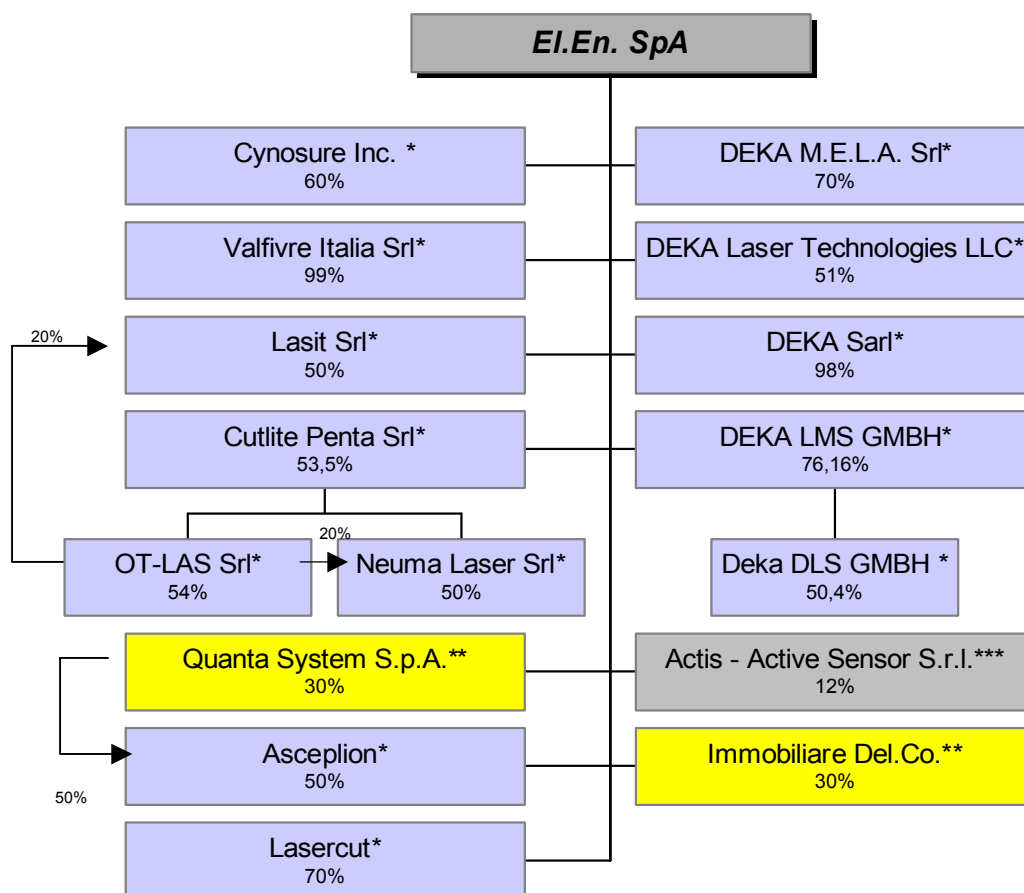 El.En. SpA
Cynosure Inc. *
60%
DEKA M.E.L.A. Srl*
70%
Valfivre Italia Srl*
99%
DEKA Laser Technologies LLC*
51%
20%
Lasit Srl*
50%
DEKA Sarl*
98%
Cutlite Penta Srl*
53,5%
DEKA LMS GMBH*
76,16%
20%
OT-LAS Srl*
54%
Neuma Laser Srl*
50%
Deka DLS GMBH *
50,4%
Quanta System S.p.A.**
30%
Actis - Active Sensor S.r.l.***
12%
50%
Asceplion*
50%
Immobiliare Del.Co.**
30%
Lasercut*
70%